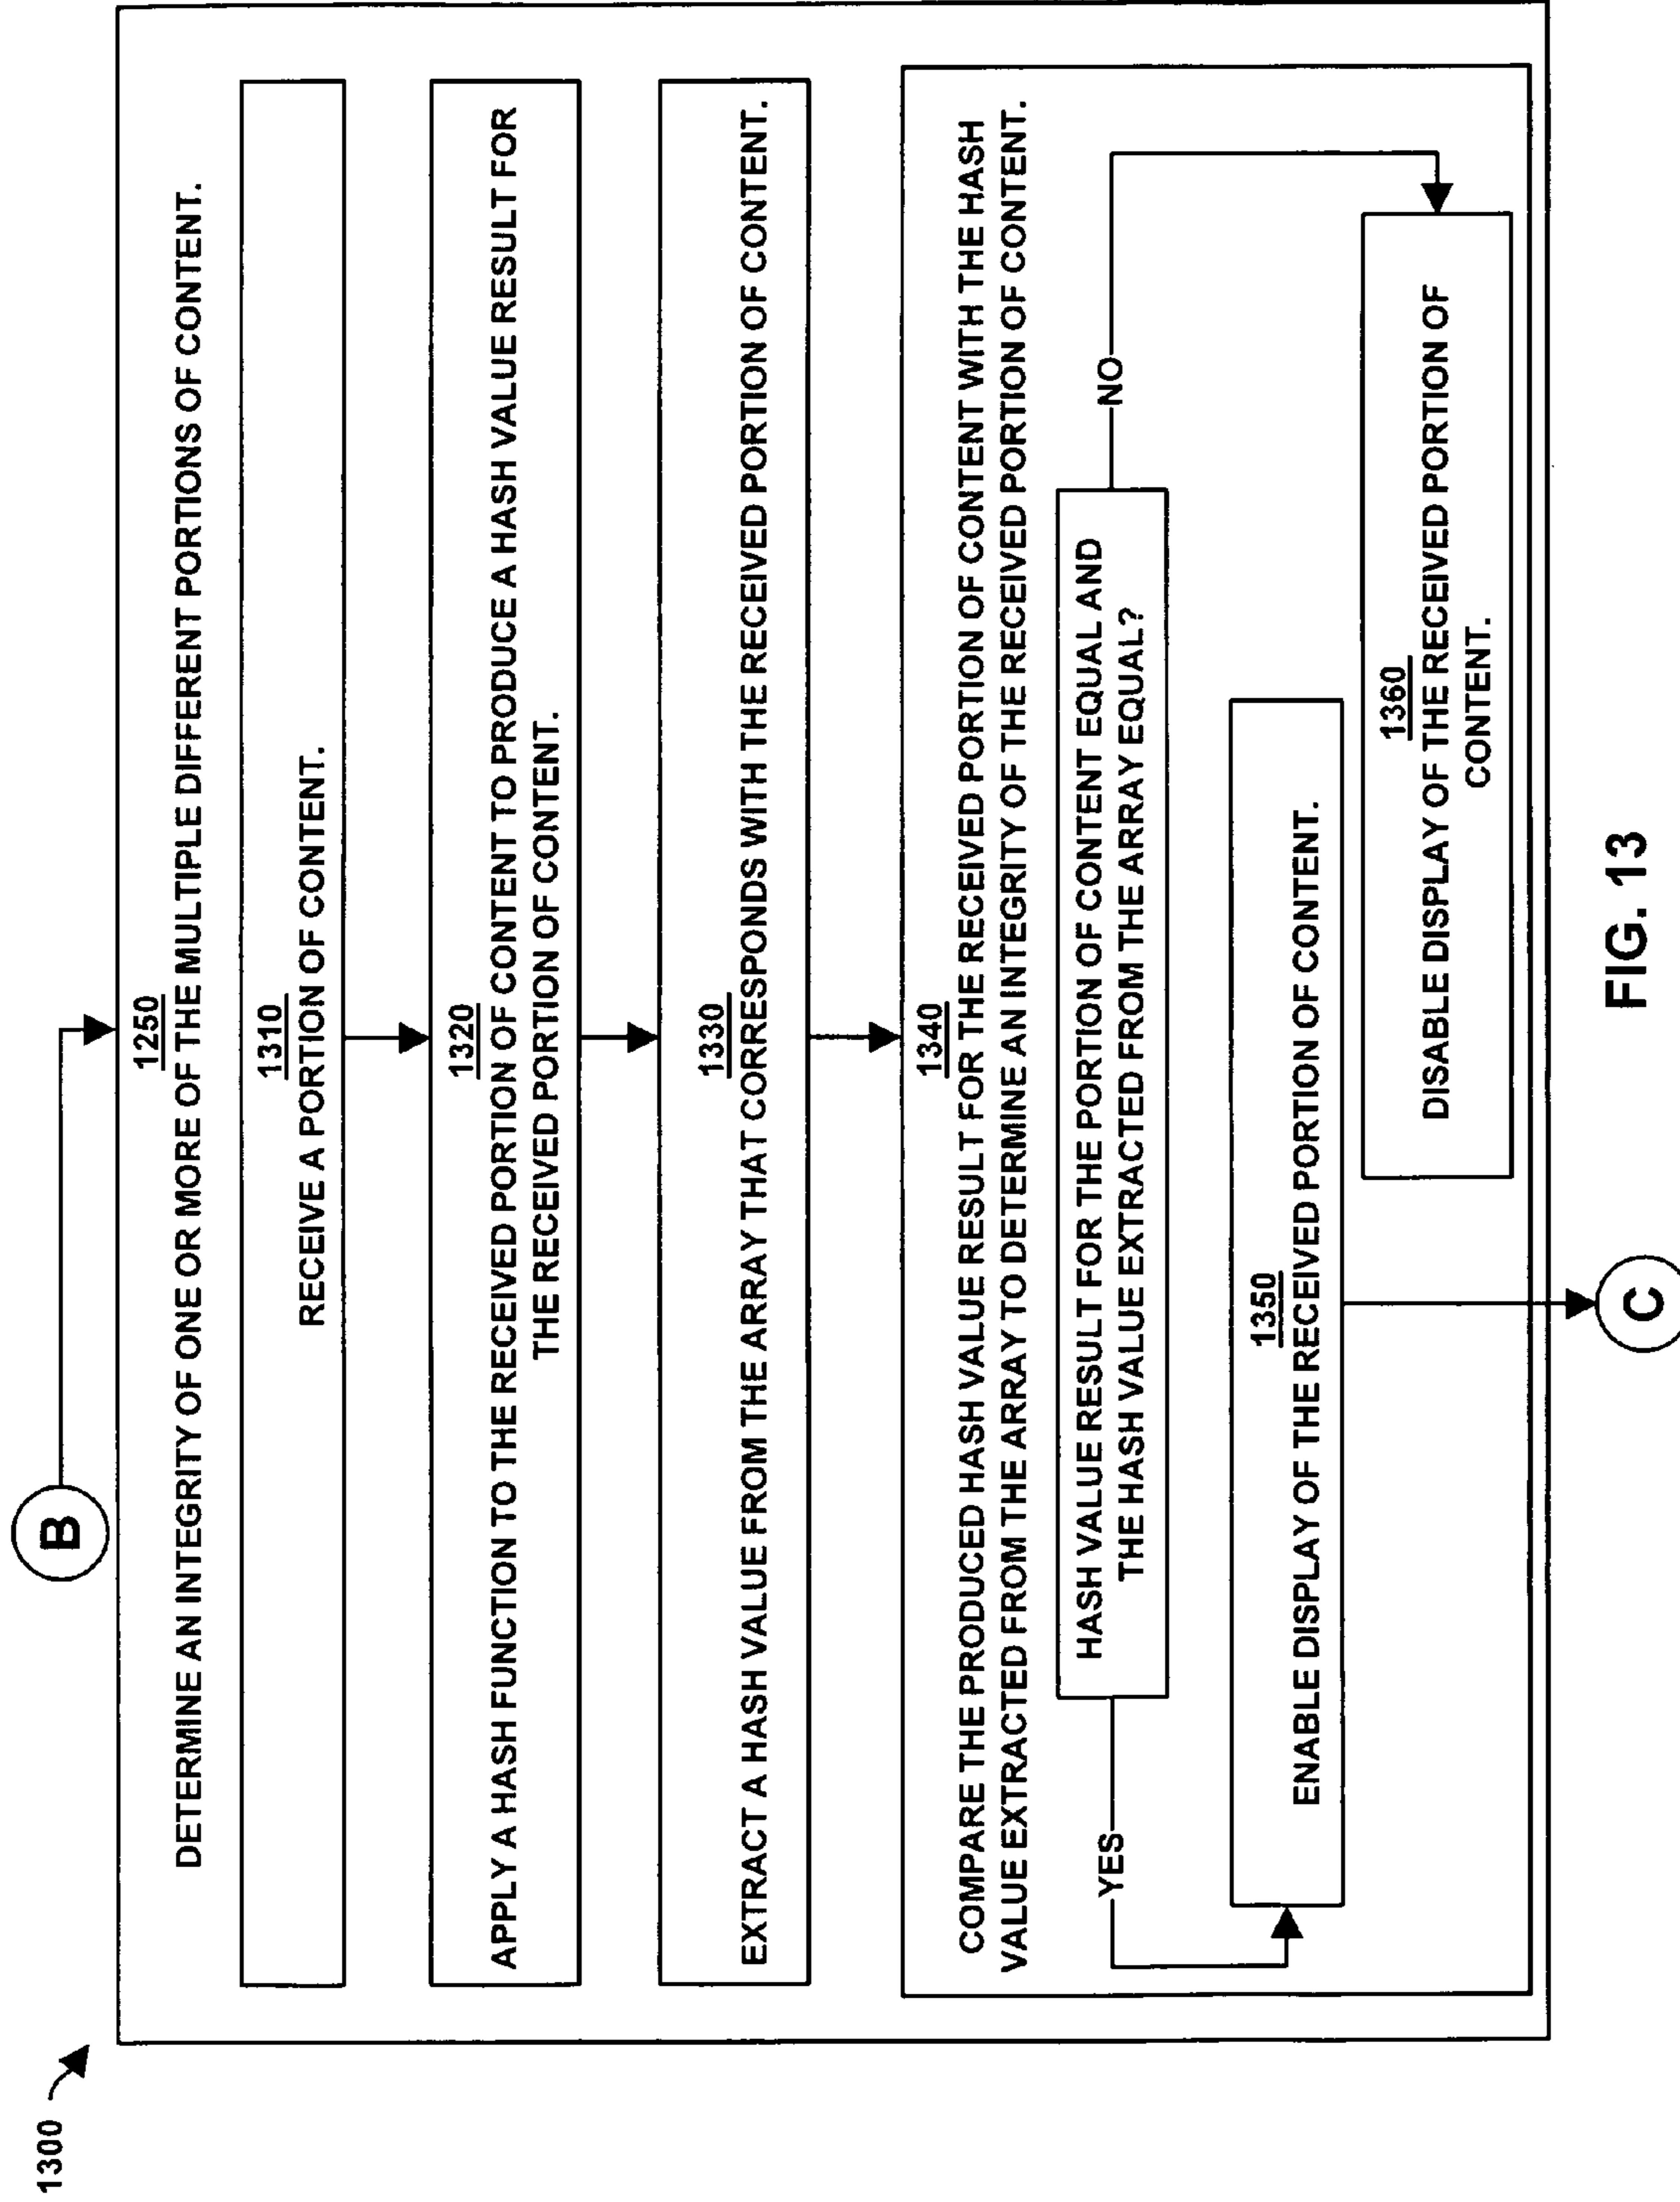 1300
B
1250
DETERMINE AN INTEGRITY OF ONE OR MORE OF THE MULTIPLE DIFFERENT PORTIONS OF CONTENT.
1310
RECEIVE A PORTION OF CONTENT.
1320
APPLY A HASH FUNCTION TO THE RECEIVED PORTION OF CONTENT TO PRODUCE A HASH VALUE RESULT FOR
THE RECEIVED PORTION OF CONTENT.
1330
EXTRACT A HASH VALUE FROM THE ARRAY THAT CORRESPONDS WITH THE RECEIVED PORTION OF CONTENT.
1340
COMPARE THE PRODUCED HASH VALUE RESULT FOR THE RECEIVED PORTION OF CONTENT WITH THE HASH
VALUE EXTRACTED FROM THE ARRAY TO DETERMINE AN INTEGRITY OF THE RECEIVED PORTION OF CONTENT.
HASH VALUE RESULT FOR THE PORTION OF CONTENT EQUAL AND
THE HASH VALUE EXTRACTED FROM THE ARRAY EQUAL?
YES
NO
1350
ENABLE DISPLAY OF THE RECEIVED PORTION OF CONTENT.
1360
DISABLE DISPLAY OF THE RECEIVED PORTION OF
CONTENT.
C
FIG. 13